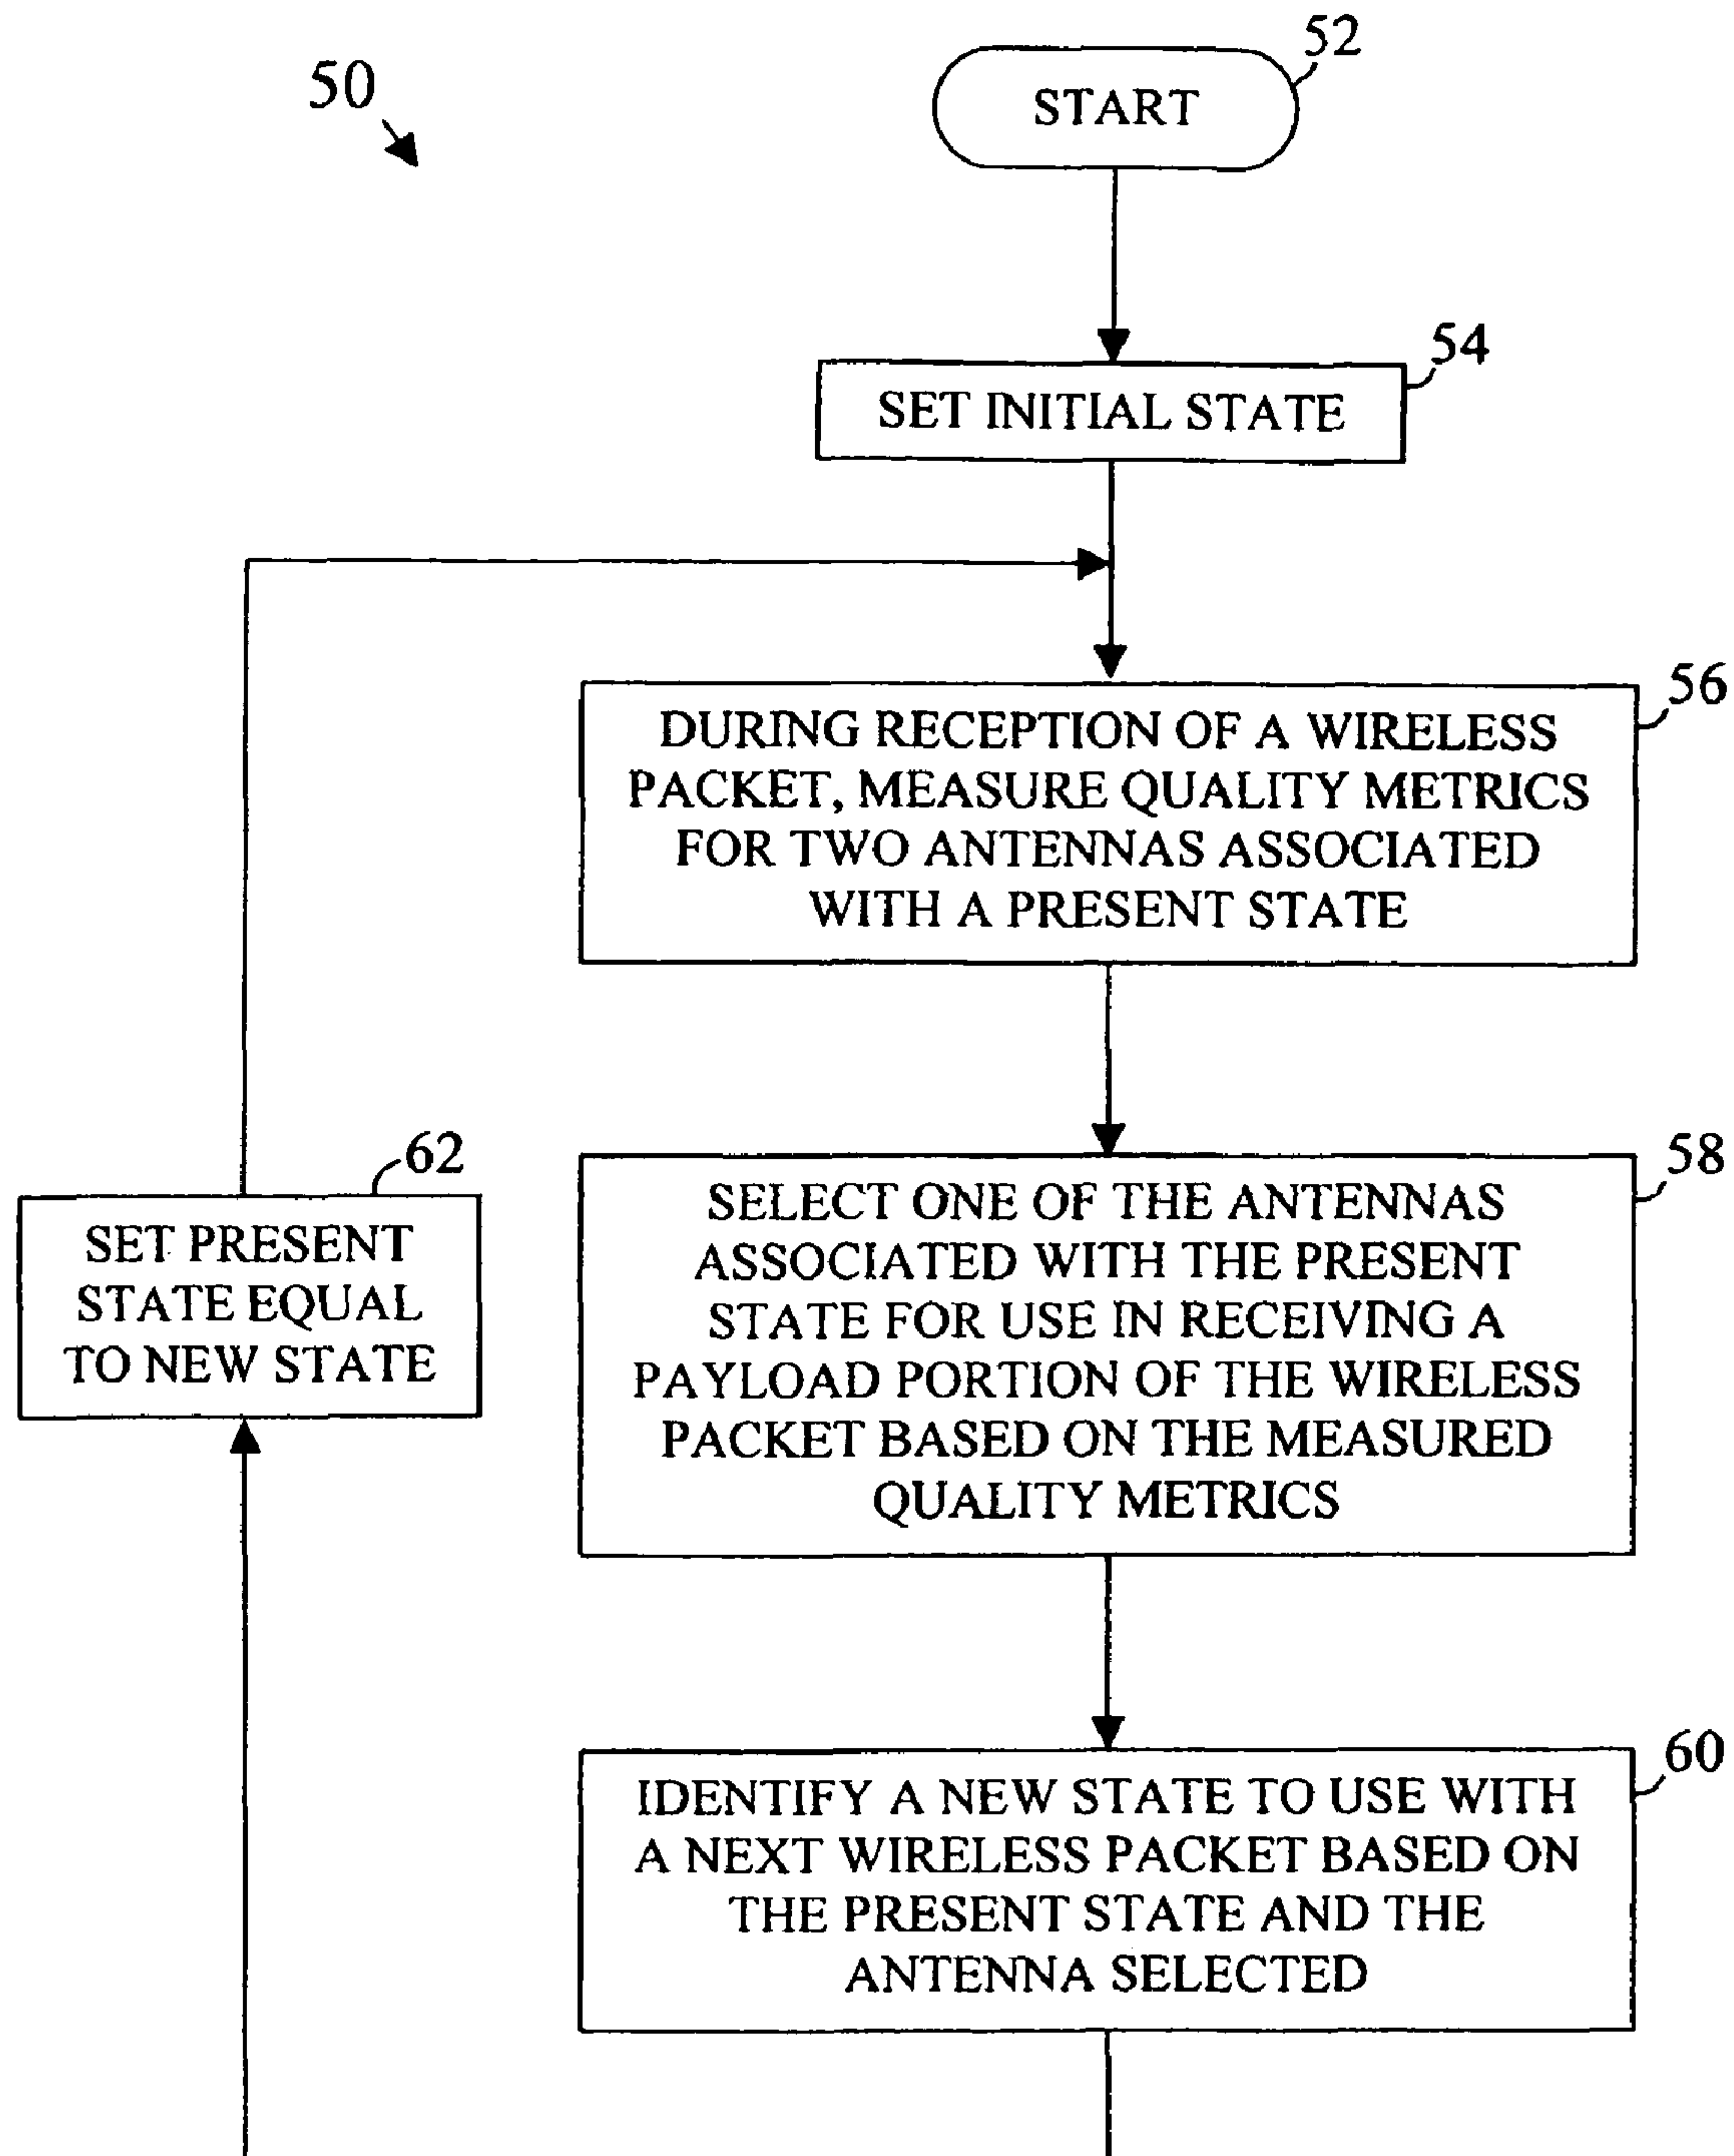 50
52
START
54
SET INITIAL STATE
56
DURING RECEPTION OF A WIRELESS
PACKET, MEASURE QUALITY METRICS
FOR TWO ANTENNAS ASSOCIATED
WITH A PRESENT STATE
58
SELECT ONE OF THE ANTENNAS
ASSOCIATED WITH THE PRESENT
STATE FOR USE IN RECEIVING A
PAYLOAD PORTION OF THE WIRELESS
PACKET BASED ON THE MEASURED
QUALITY METRICS
62
SET PRESENT
STATE EQUAL
TO NEW STATE
60
IDENTIFY A NEW STATE TO USE WITH
A NEXT WIRELESS PACKET BASED ON
THE PRESENT STATE AND THE
ANTENNA SELECTED